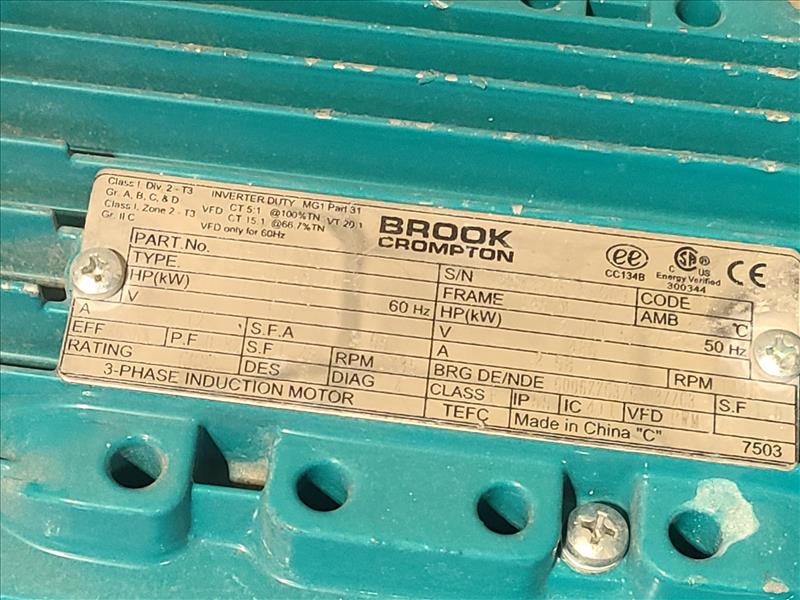 Class I, Div. 2 - T3
Gr. A, B, C, & D
Class I, Zone 2 - T3
Gr. II C
INVERTER DUTY MG1 Part 31
VFD CT 5:1 @100%TN VT 20:1
CT 15:1 @66.7%TN
VFD only for 60Hz
BROOK
CROMPTON
ee
CC134B
CSA ®
C US
Energy Verified
300344
CE
PART.No.
TYPE.
S/N
HP(kW)
FRAME
CODE
V
60 Hz
HP(kW)
AMB
°C
A
V
50 Hz
EFF
P.F
S.F.A
A
RATING
S.F
RPM
BRG DE/NDE
RPM
DES
DIAG
CLASS
IP
IC
VFD
S.F
3-PHASE INDUCTION MOTOR
TEFC
Made in China "C"
7503